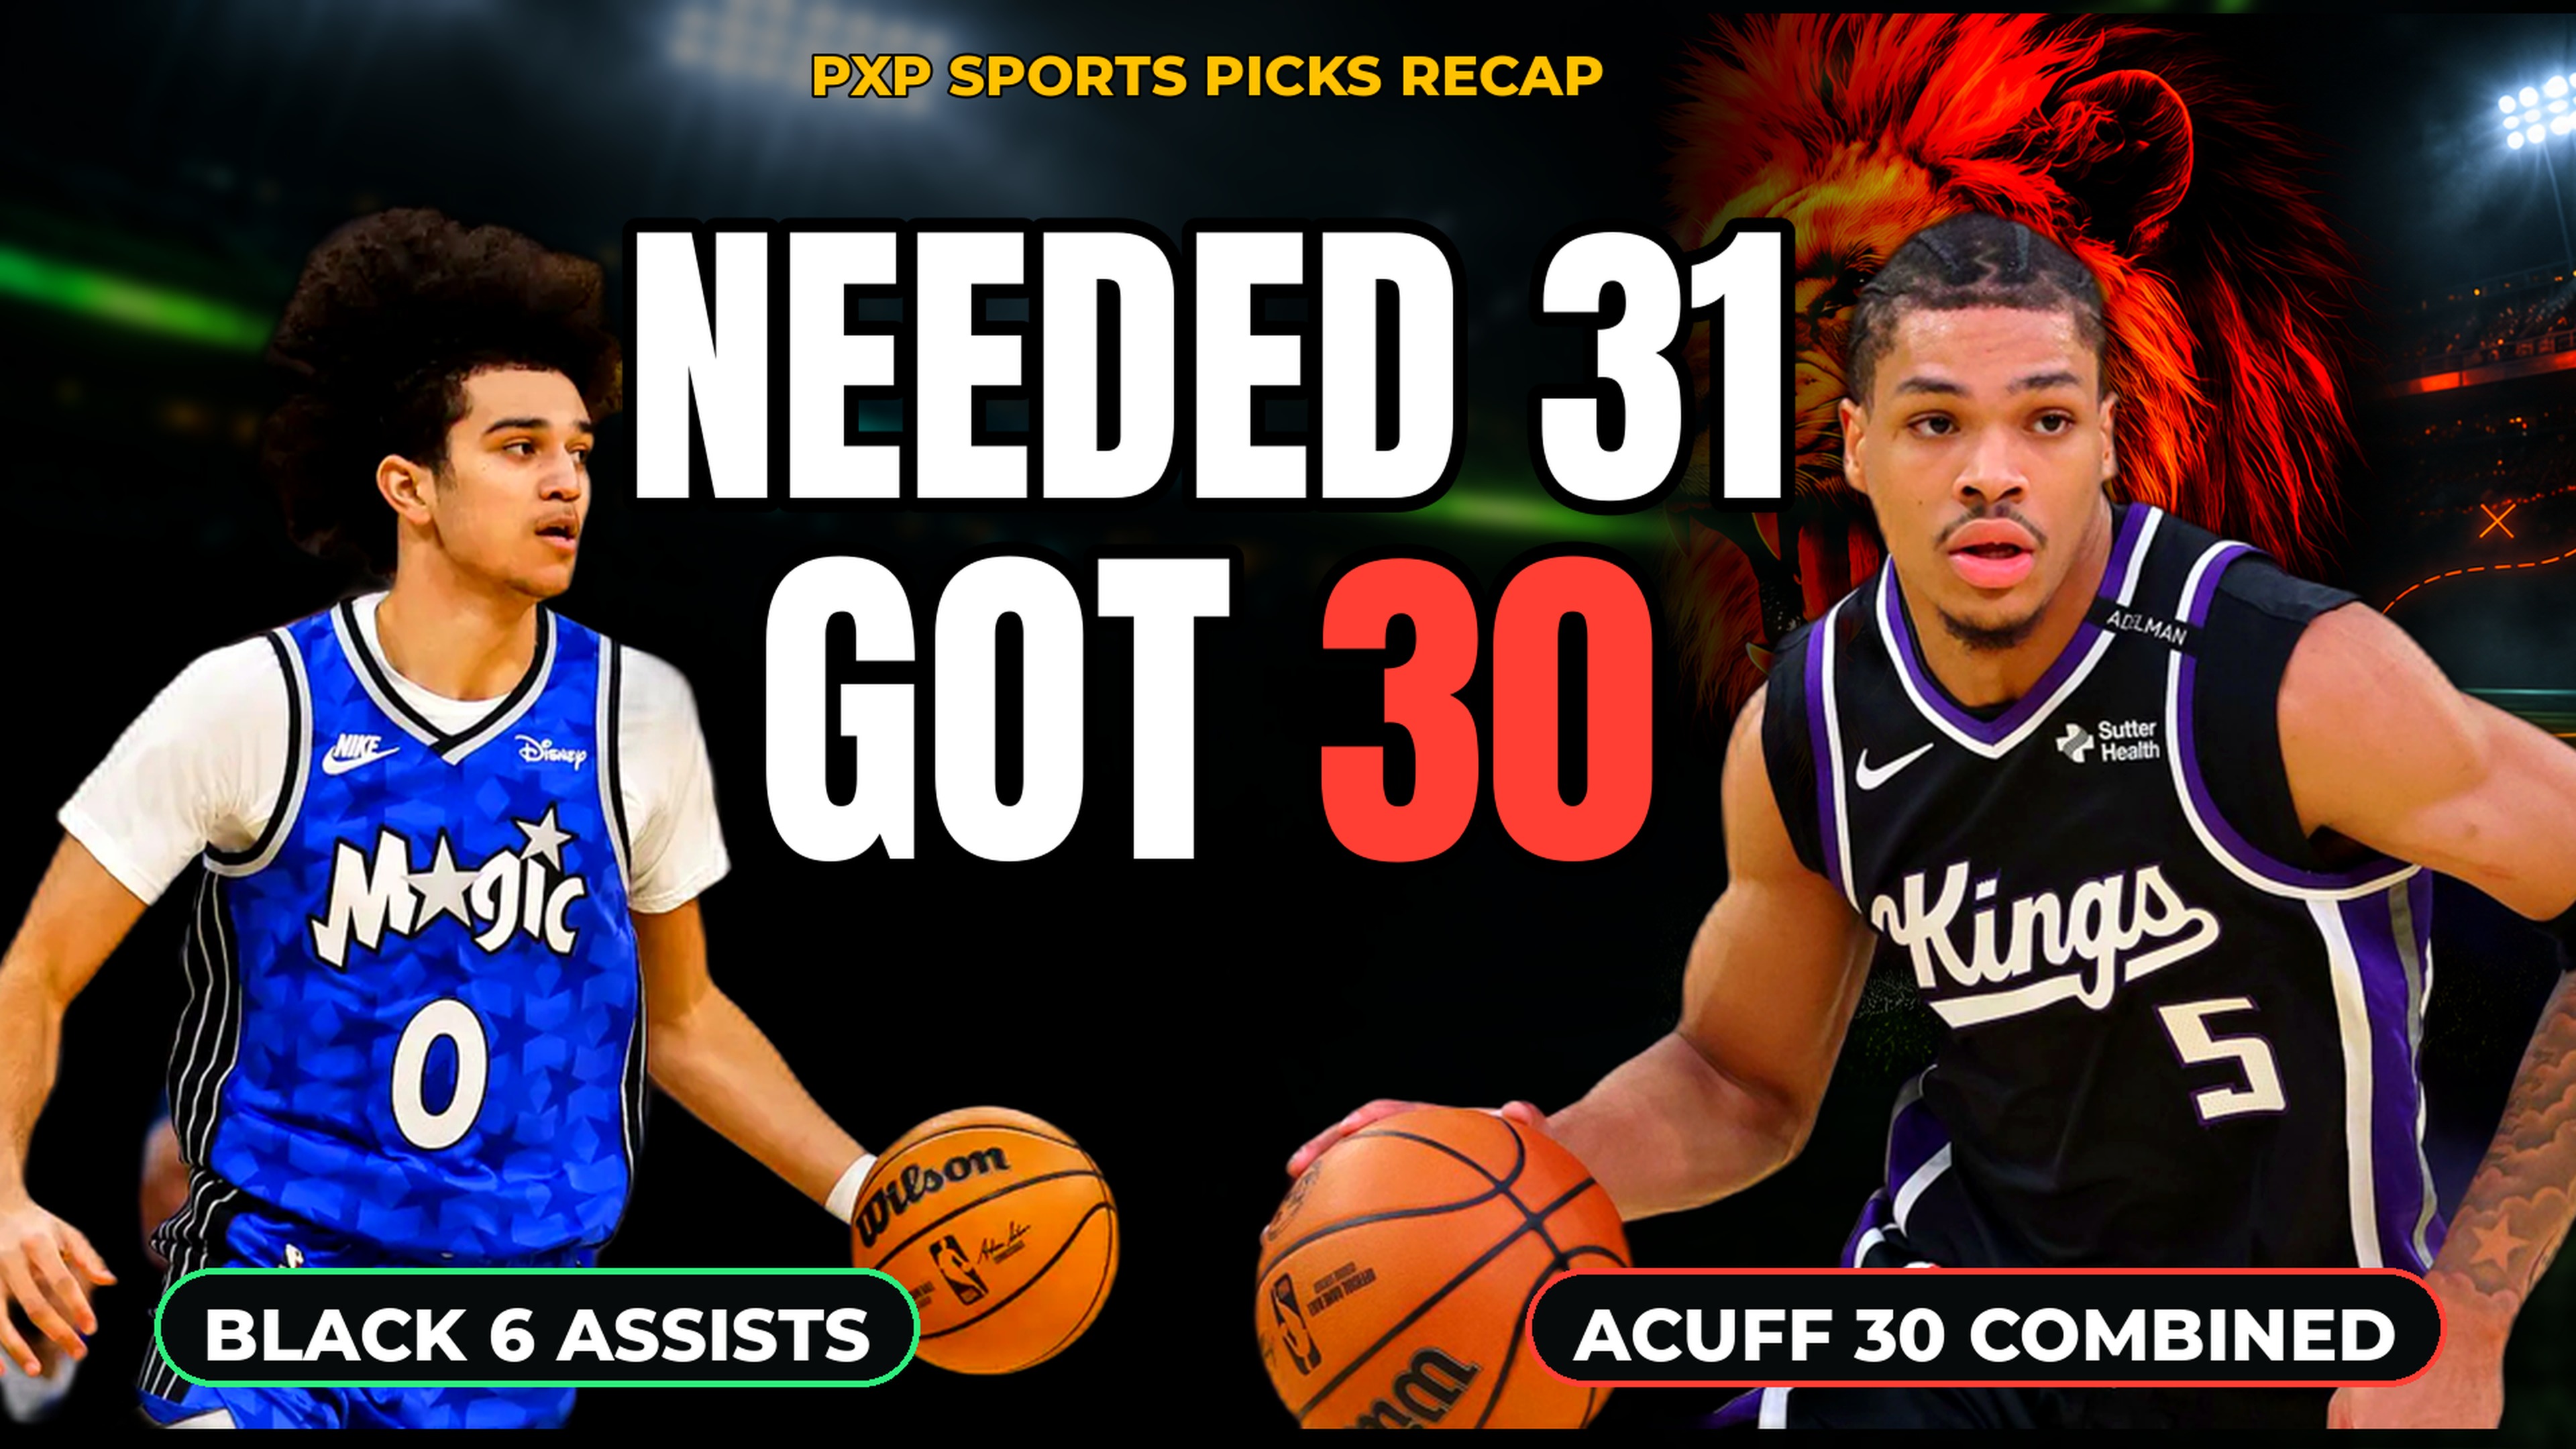 PXP SPORTS PICKS RECAP
NEEDED 31
GOT 30
ADELMAN
NIKE
Disney
Sutter
Health
Magic
Kings
0
5
Wilson
BLACK 6 ASSISTS
ACUFF 30 COMBINED